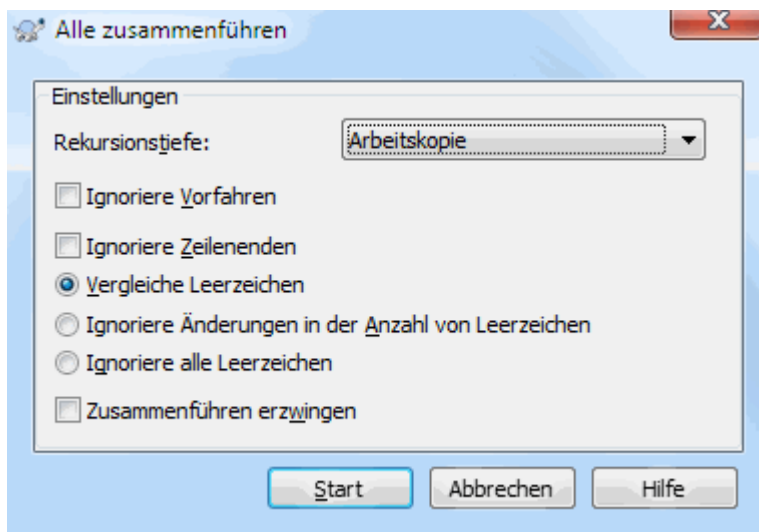 Alle zusammenführen
Einstellungen
Rekursionstiefe: Arbeitskopie
Ignoriere Vorfahren
Ignoriere Zeilenenden
Vergleiche Leerzeichen
Ignoriere Änderungen in der Anzahl von Leerzeichen
Ignoriere alle Leerzeichen
Zusammenführen erzwingen
Start Abbrechen Hilfe